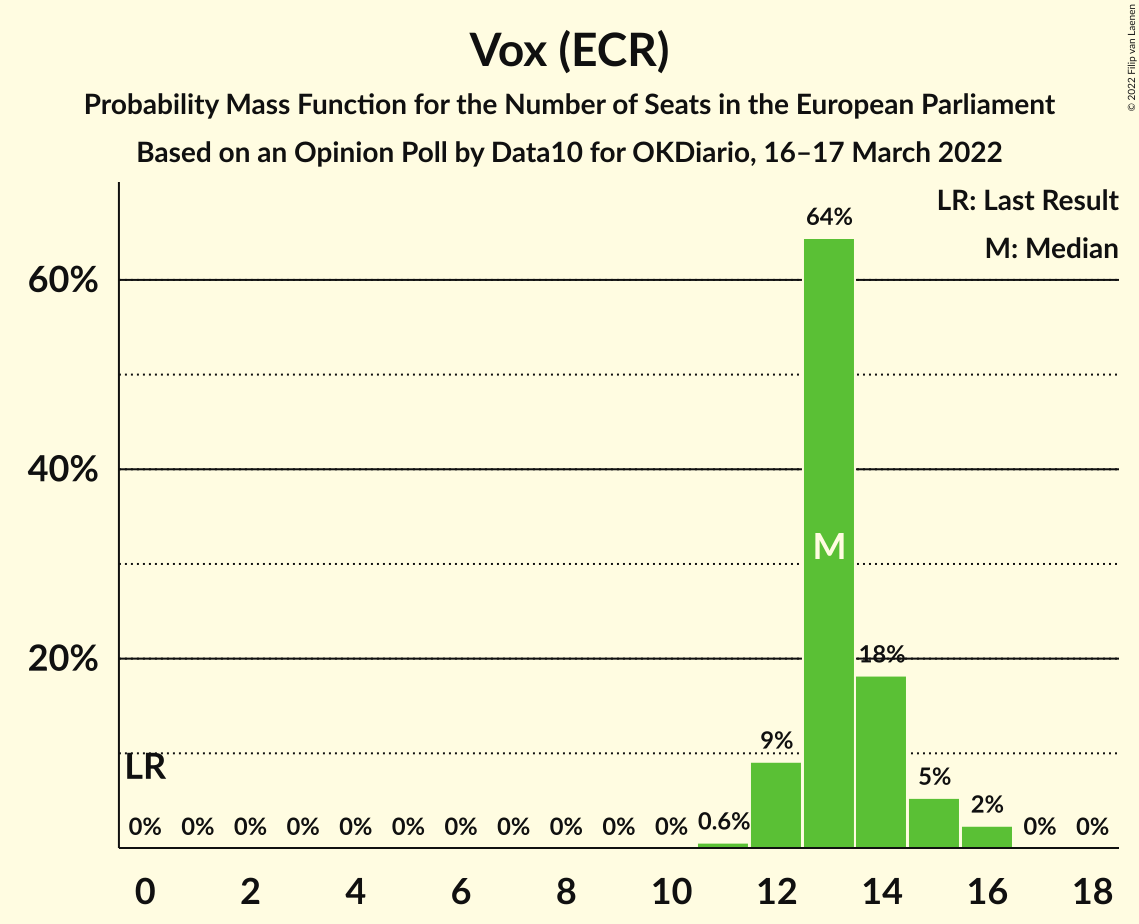 Vox (ECR)
Probability Mass Function for the Number of Seats in the European Parliament
Based on an Opinion Poll by Data10 for OKDiario, 16–17 March 2022
© 2022 Filip van Laenen
LR: Last Result
M: Median
64%
60%
40%
M
20%
18%
9%
LR
5%
2%
0% 0% 0% 0% 0% 0% 0% 0% 0% 0% 0% 0.6% 0% 0%
0 2 4 6 8 10 12 14 16 18